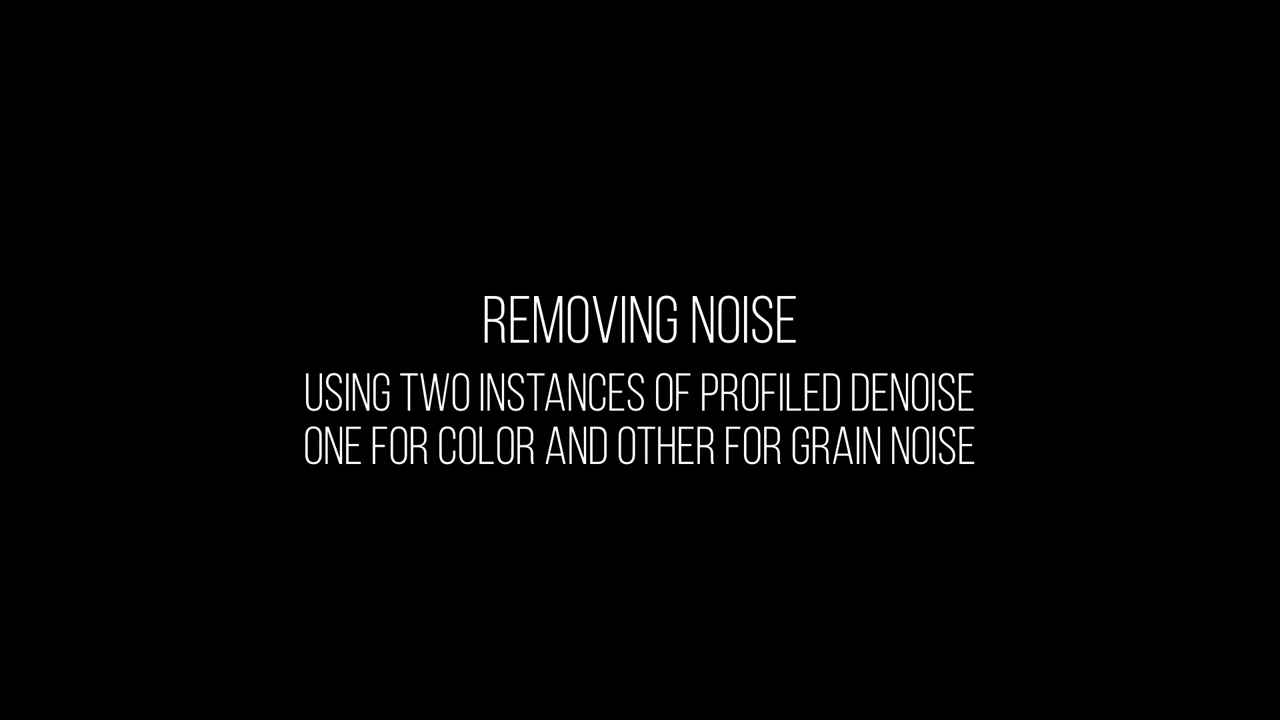 REMOVING NOISE
USING TWO INSTANCES OF PROFILED DENOISE
ONE FOR COLOR AND OTHER FOR GRAIN NOISE